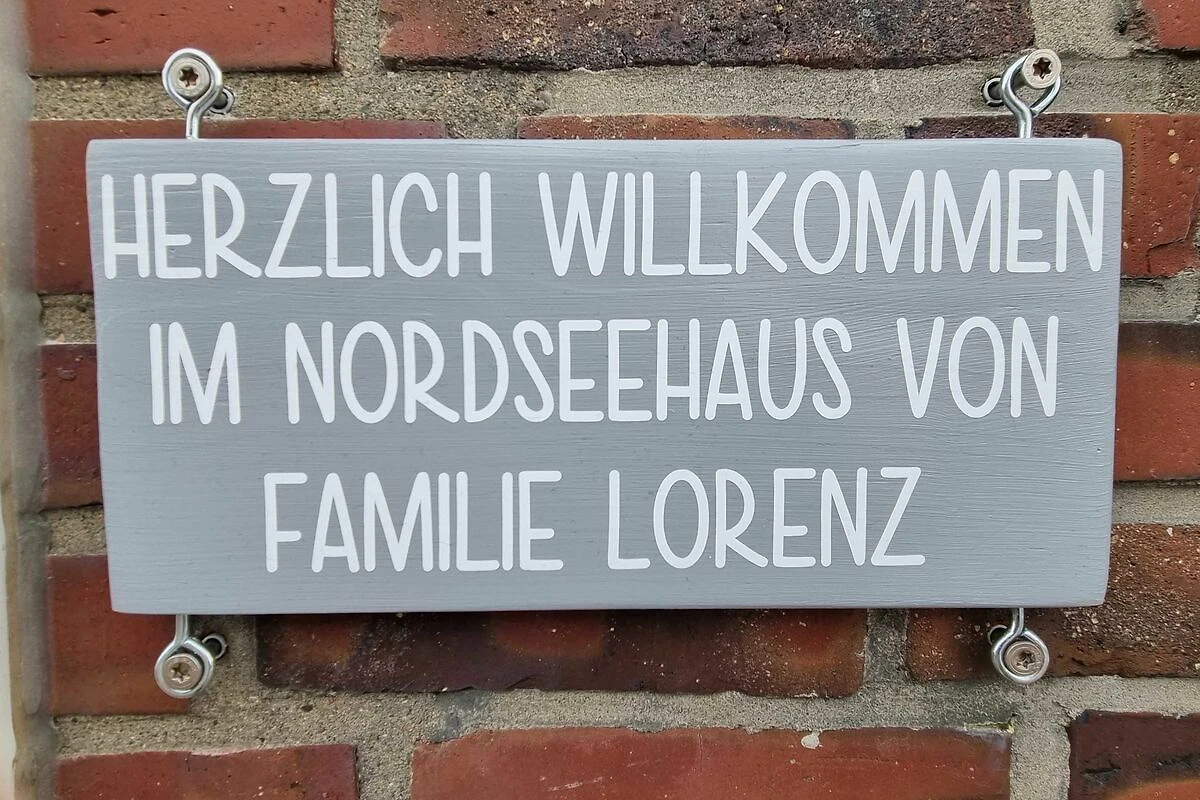 HERZLICH WILLKOMMEN
IM NORDSEEHAUS VON
FAMILIE LORENZ